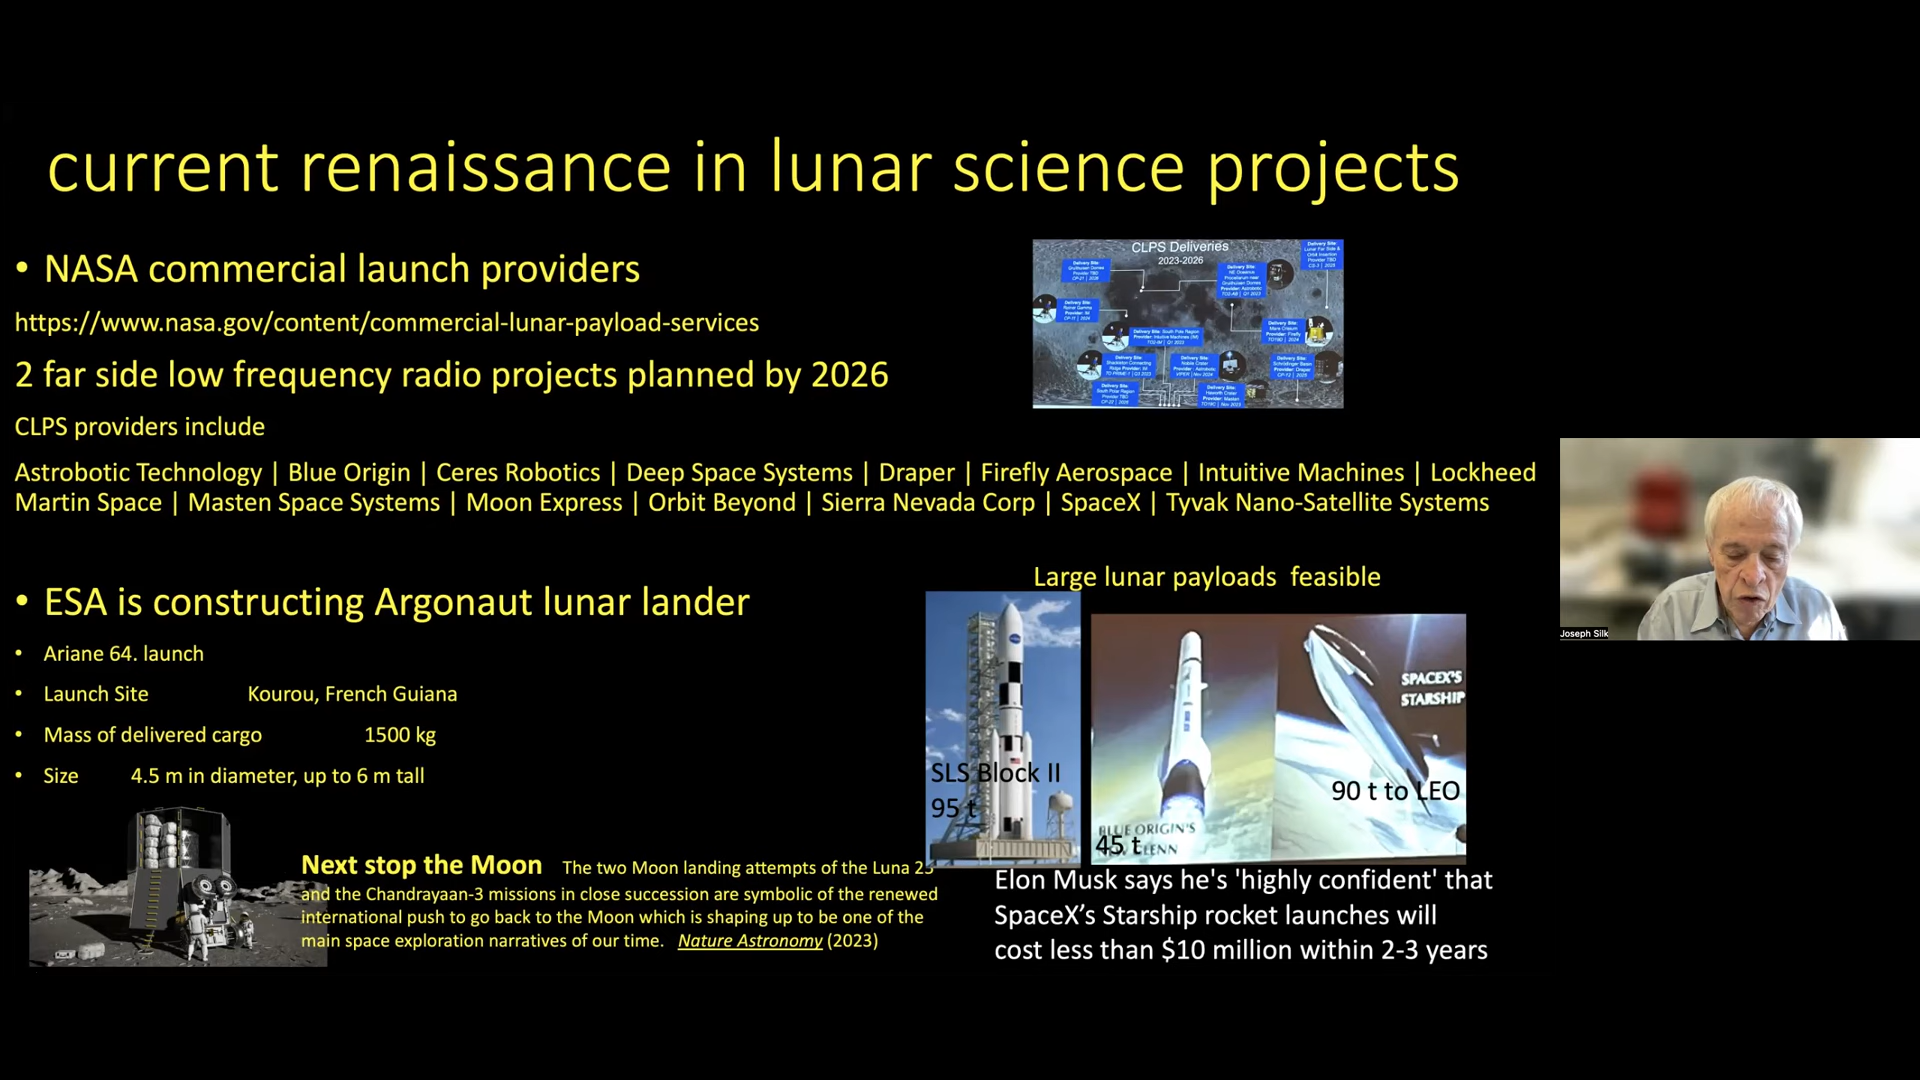 current renaissance in lunar science projects
• NASA commercial launch providers
https://www.nasa.gov/content/commercial-lunar-payload-services
2 far side low frequency radio projects planned by 2026
CLPS providers include
Astrobotic Technology | Blue Origin | Ceres Robotics | Deep Space Systems | Draper | Firefly Aerospace | Intuitive Machines | Lockheed
Martin Space | Masten Space Systems | Moon Express | Orbit Beyond | Sierra Nevada Corp | SpaceX | Tyvak Nano-Satellite Systems
CLPS Deliveries
2023-2026
• ESA is constructing Argonaut lunar lander
• Ariane 64. launch
• Launch Site Kourou, French Guiana
• Mass of delivered cargo 1500 kg
• Size 4.5 m in diameter, up to 6 m tall
Next stop the Moon The two Moon landing attempts of the Luna 25
and the Chandrayaan-3 missions in close succession are symbolic of the renewed
international push to go back to the Moon which is shaping up to be one of the
main space exploration narratives of our time. Nature Astronomy (2023)
Large lunar payloads feasible
SLS Block II
95 t
BLUE ORIGIN'S
45 t
SPACEX'S
STARSHIP
90 t to LEO
Elon Musk says he's 'highly confident' that
SpaceX’s Starship rocket launches will
cost less than $10 million within 2-3 years
Joseph Silk